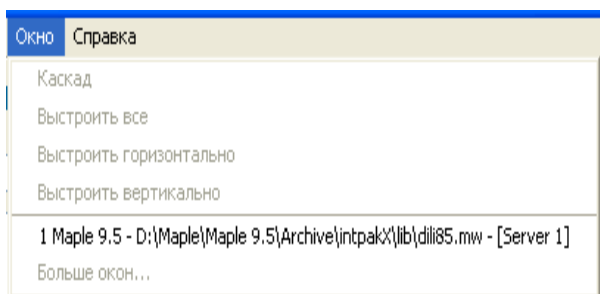 Окно Справка
Каскад
Выстроить все
Выстроить горизонтально
Выстроить вертикально
1 Maple 9.5 - D:\Maple\Maple 9.5\Archive\intpakX\lib\dili85.mw - [Server 1]
Больше окон...